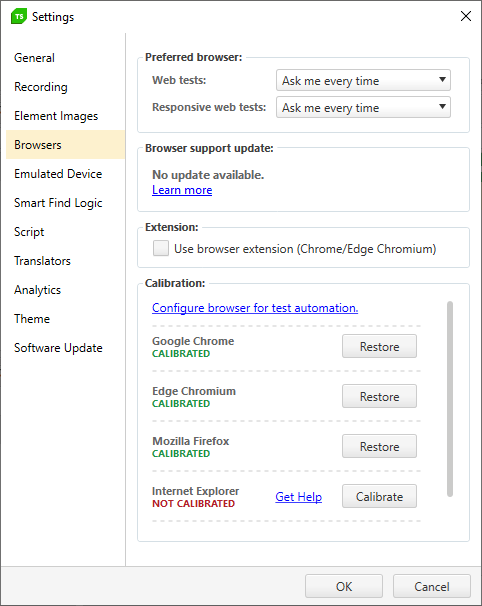 TS Settings
General
Recording
Element Images
Browsers
Emulated Device
Smart Find Logic
Script
Translators
Analytics
Theme
Software Update
Preferred browser:
Web tests: Ask me every time
Responsive web tests: Ask me every time
Browser support update:
No update available.
Learn more
Extension:
Use browser extension (Chrome/Edge Chromium)
Calibration:
Configure browser for test automation.
Google Chrome
CALIBRATED
Restore
Edge Chromium
CALIBRATED
Restore
Mozilla Firefox
CALIBRATED
Restore
Internet Explorer
NOT CALIBRATED
Get Help
Calibrate
OK
Cancel